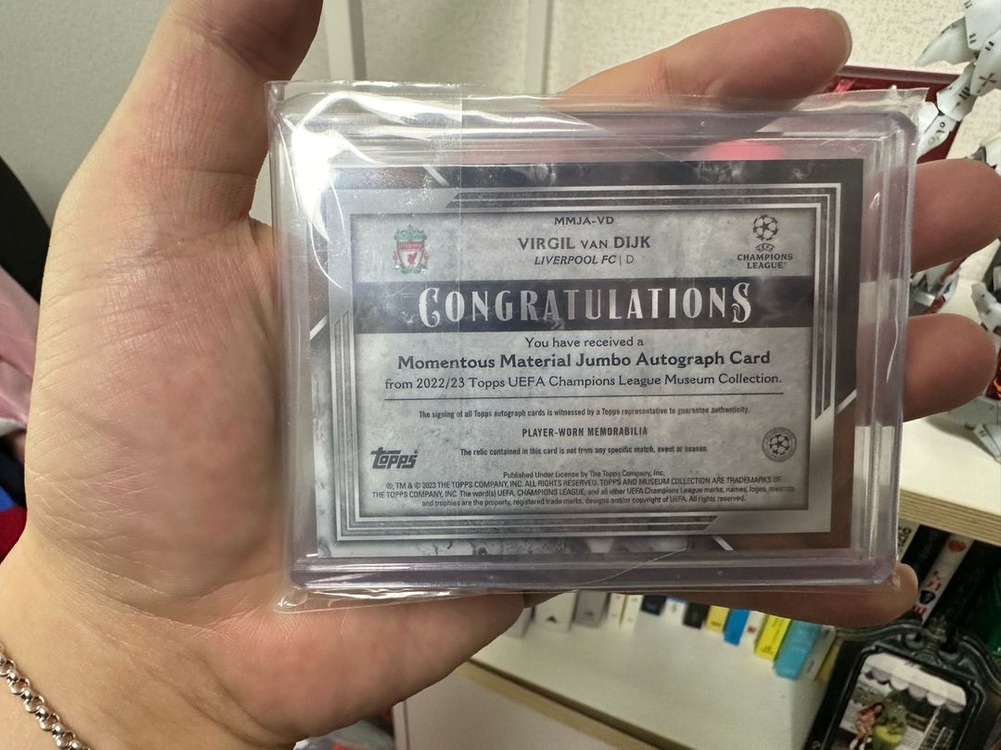 MMJA-VD
VIRGIL VAN DIJK
LIVERPOOL FC | D
UEFA
CHAMPIONS
LEAGUE
CONGRATULATIONS
You have received a
Momentous Material Jumbo Autograph Card
from 2022/23 Topps UEFA Champions League Museum Collection.
The signing of all Topps autograph cards is witnessed by a Topps representative to guarantee authenticity.
PLAYER-WORN MEMORABILIA
The relic contained in this card is not from any specific match, event or season.
Topps
Published Under License by The Topps Company, Inc.
®, TM & © 2023 THE TOPPS COMPANY, INC. ALL RIGHTS RESERVED. TOPPS AND MUSEUM COLLECTION ARE TRADEMARKS OF
THE TOPPS COMPANY, INC. The word(s) UEFA, CHAMPIONS LEAGUE, and all other UEFA Champions League marks, names, logos, mascots
and trophies are the property, registered trade marks, designs and/or copyright of UEFA. All rights reserved.